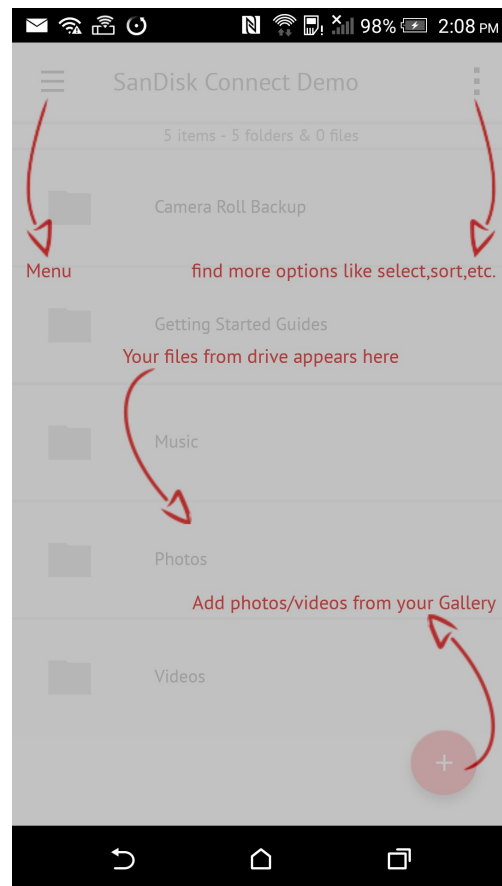 98% 2:08 PM
SanDisk Connect Demo
5 items - 5 folders & 0 files
Camera Roll Backup
Menu
find more options like select,sort,etc.
Getting Started Guides
Your files from drive appears here
Music
Photos
Add photos/videos from your Gallery
Videos